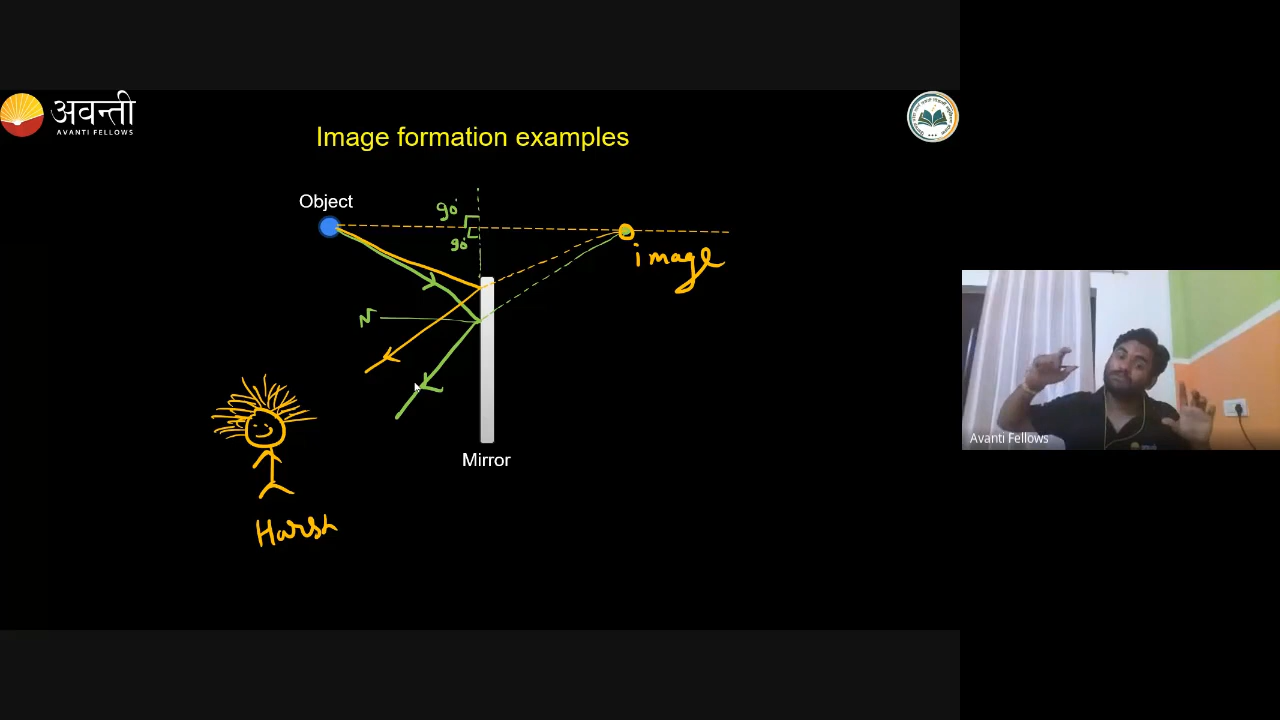 अवन्ती
AVANTI FELLOWS
Image formation examples
Object
90°
90°
image
N
Mirror
Harsh
Avanti Fellows